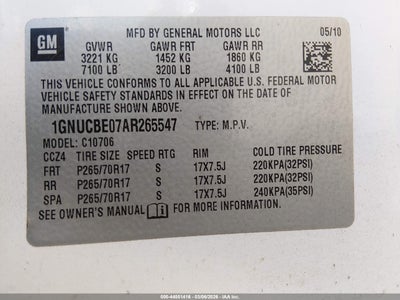 GM
MFD BY GENERAL MOTORS LLC 05/10
GVWR GAWR FRT GAWR RR
3221 KG 1452 KG 1860 KG
7100 LB 3200 LB 4100 LB
THIS VEHICLE CONFORMS TO ALL APPLICABLE U.S. FEDERAL MOTOR
VEHICLE SAFETY STANDARDS IN EFFECT ON THE DATE OF
MANUFACTURE SHOWN ABOVE.
1GNUCBE07AR265547 TYPE: M.P.V.
MODEL: C10706
CCZ4 TIRE SIZE SPEED RTG RIM COLD TIRE PRESSURE
FRT P265/70R17 S 17X7.5J 220KPA(32PSI)
RR P265/70R17 S 17X7.5J 220KPA(32PSI)
SPA P265/70R17 S 17X7.5J 240KPA(35PSI)
SEE OWNER'S MANUAL FOR MORE INFORMATION